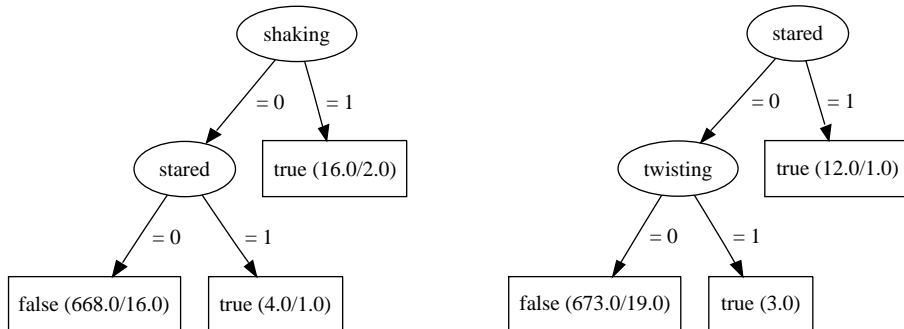 shaking
= 0
= 1
stared
true (16.0/2.0)
= 0
= 1
false (668.0/16.0)
true (4.0/1.0)
stared
= 0
= 1
twisting
true (12.0/1.0)
= 0
= 1
false (673.0/19.0)
true (3.0)